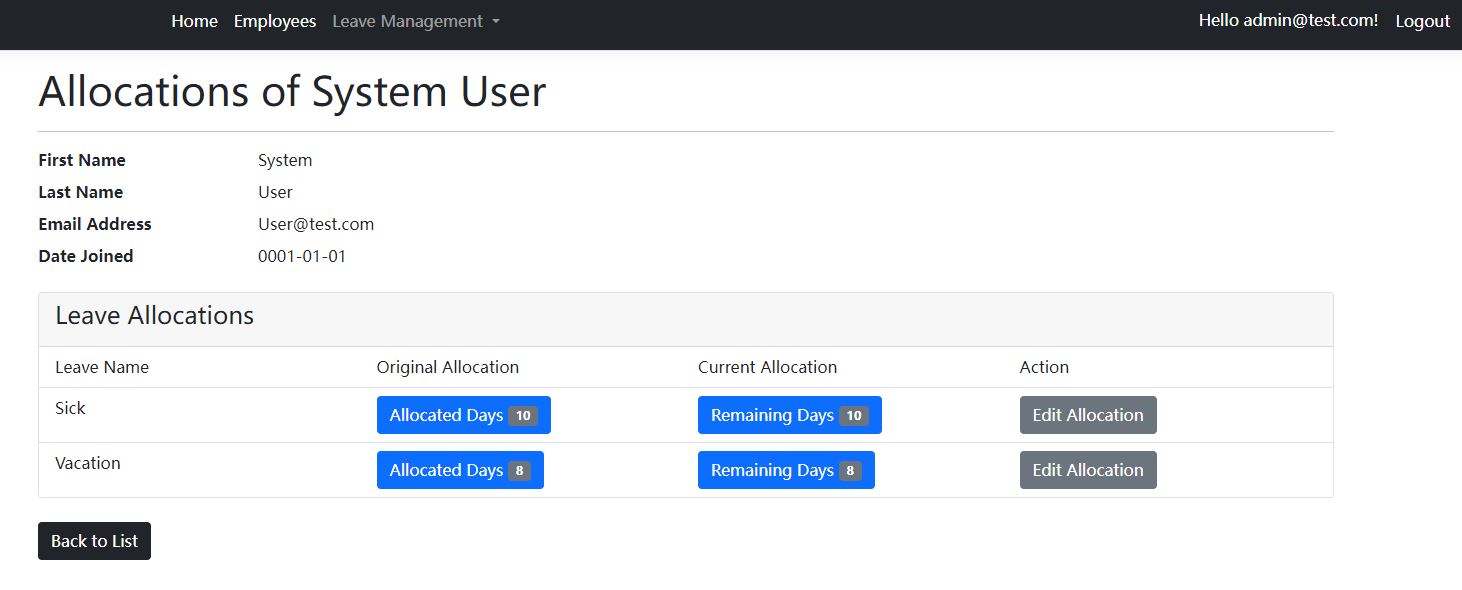 Home Employees Leave Management Hello admin@test.com! Logout
Allocations of System User
First Name System
Last Name User
Email Address User@test.com
Date Joined 0001-01-01
Leave Allocations
Leave Name Original Allocation Current Allocation Action
Sick Allocated Days 10 Remaining Days 10 Edit Allocation
Vacation Allocated Days 8 Remaining Days 8 Edit Allocation
Back to List